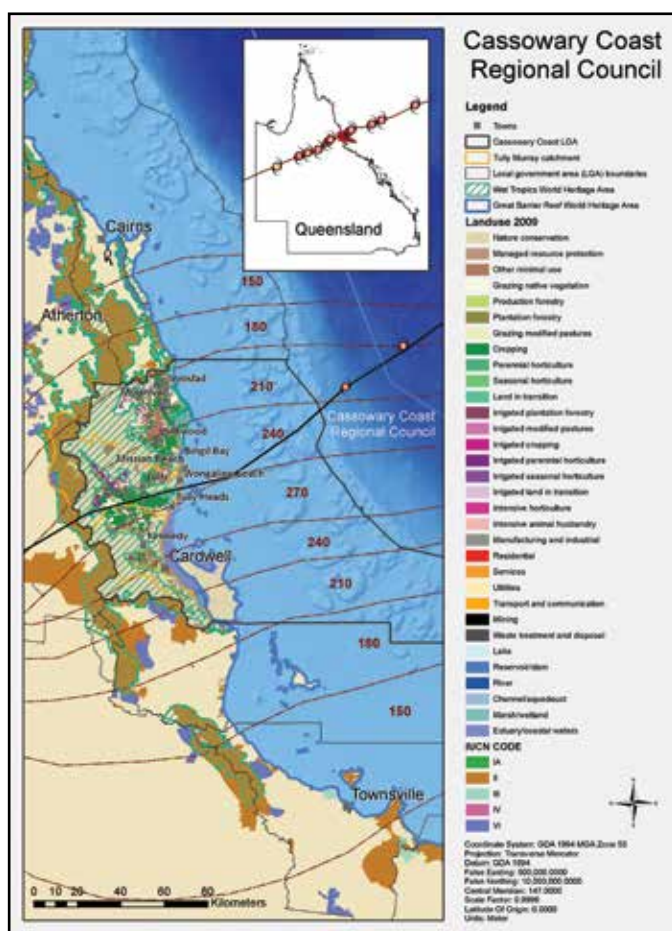 Cassowary Coast
Regional Council
Legend
Towns
Cassowary Coast LGA
Tully Murray catchment
Local government area (LGA) boundaries
Wet Tropics World Heritage Area
Great Barrier Reef World Heritage Area
Landuse 2009
Nature conservation
Managed resource protection
Other minimal use
Grazing native vegetation
Production forestry
Plantation forestry
Grazing modified pastures
Cropping
Perennial horticulture
Seasonal horticulture
Land in transition
Irrigated plantation forestry
Irrigated modified pastures
Irrigated cropping
Irrigated perennial horticulture
Irrigated seasonal horticulture
Irrigated land in transition
Intensive horticulture
Intensive animal husbandry
Manufacturing and industrial
Residential
Services
Utilities
Transport and communication
Mining
Waste treatment and disposal
Lake
Reservoir/dam
River
Channel/aqueduct
Marsh/wetland
Estuary/coastal waters
IUCN CODE
IA
II
III
IV
VI
Coordinate System: GDA 1994 MGA Zone 55
Projection: Transverse Mercator
Datum: GDA 1994
False Easting: 500,000.0000
False Northing: 10,000,000.0000
Central Meridian: 147.0000
Scale Factor: 0.9996
Latitude Of Origin: 0.0000
Units: Meter
Queensland
Cairns
150
Atherton
180
210
Cassowary Coast
Regional Council
240
Bingil Bay
Mission Beach
Wongaling Beach
Tully
270
Tully Heads
Kennedy
240
Cardwell
210
180
150
Townsville
0 10 20 40 60 80
Kilometers